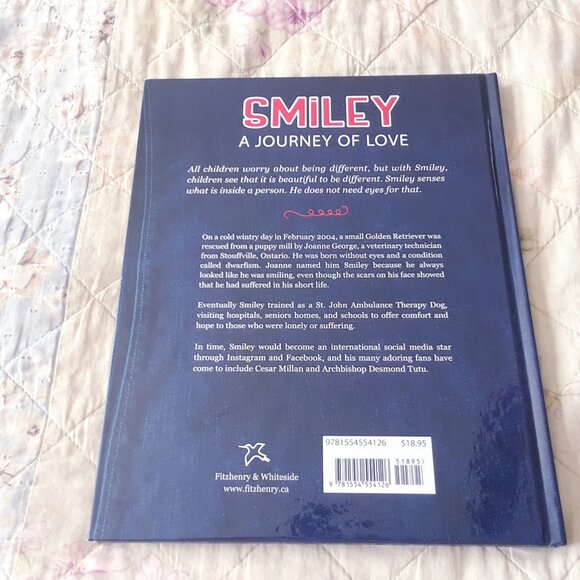 SMiLEY
A JOURNEY OF LOVE
All children worry about being different, but with Smiley,
children see that it is beautiful to be different. Smiley senses
what is inside a person. He does not need eyes for that.
On a cold wintry day in February 2004, a small Golden Retriever was
rescued from a puppy mill by Joanne George, a veterinary technician
from Stouffville, Ontario. He was born without eyes and a condition
called dwarfism. Joanne named him Smiley because he always
looked like he was smiling, even though the scars on his face showed
that he had suffered in his short life.
Eventually Smiley trained as a St. John Ambulance Therapy Dog,
visiting hospitals, seniors homes, and schools to offer comfort and
hope to those who were lonely or suffering.
In time, Smiley would become an international social media star
through Instagram and Facebook, and his many adoring fans have
come to include Cesar Millan and Archbishop Desmond Tutu.
Fitzhenry & Whiteside
www.fitzhenry.ca
9781554554126 $18.95
51895>
9 781554 554126